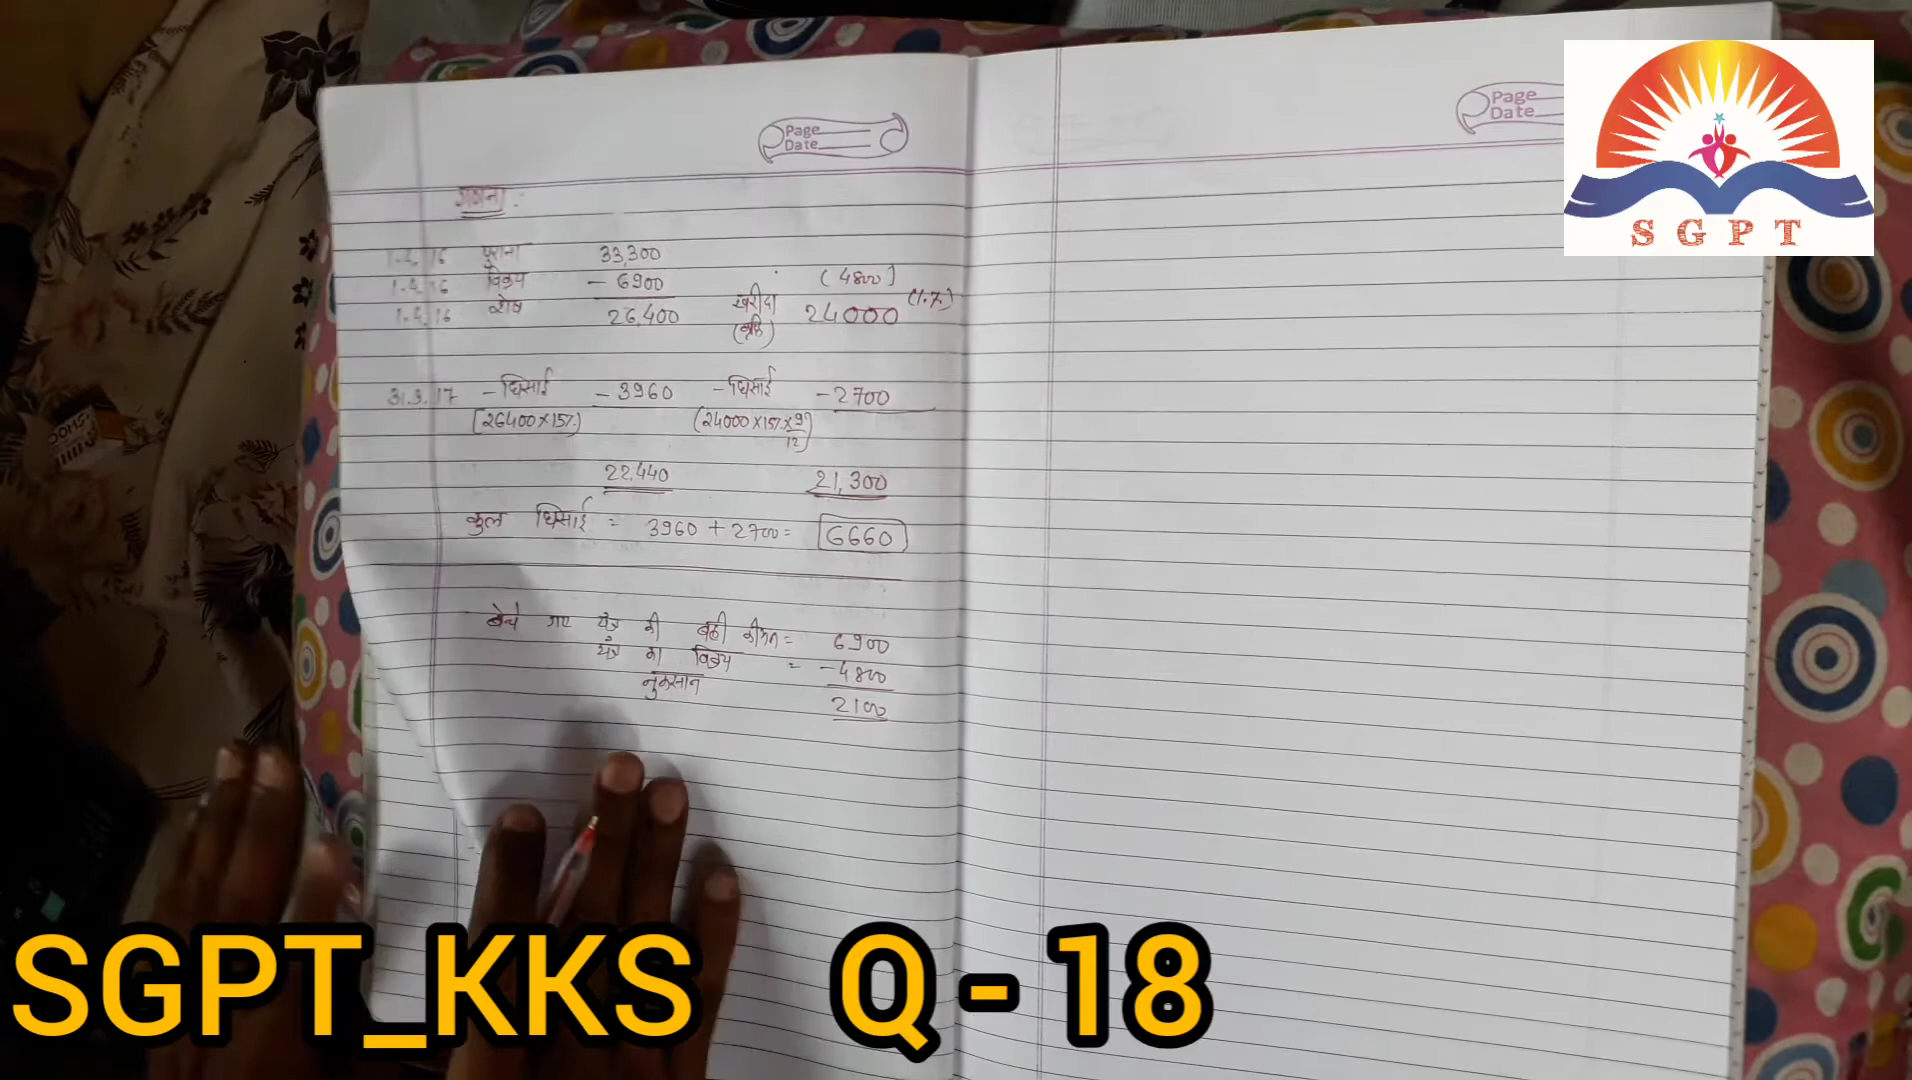 Page
Date
Page
Date
S G P T
गणना :
1.4.16 पुराना 33,300
1.4.16 विक्रय - 6900 (4800)
1.4.16 शेष 26,400 खरीदा 24000 (1.7.)
(वृद्धि)
31.3.17 - घिसाई - 3960 - घिसाई - 2700
[26400 × 15%] (24000 × 15% × 9/12)
22,440 21,300
कुल घिसाई = 3960 + 2700 = 6660
बेचे गए यंत्र की बही कीमत = 6900
यंत्र का विक्रय = - 4800
नुकसान 2100
SGPT_KKS Q - 18